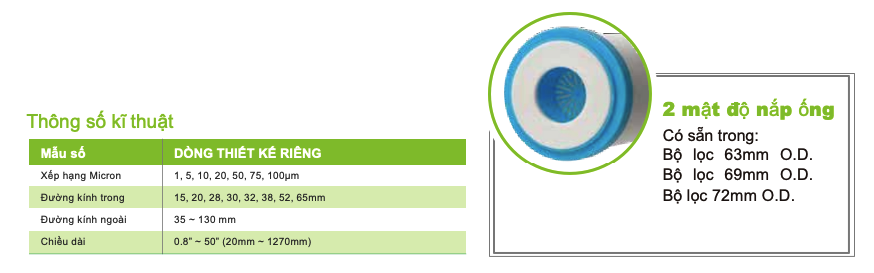 Thông số kĩ thuật
Mẫu số DÒNG THIẾT KẾ RIÊNG
Xếp hạng Micron 1, 5, 10, 20, 50, 75, 100µm
Đường kính trong 15, 20, 28, 30, 32, 38, 52, 65mm
Đường kính ngoài 35 ~ 130 mm
Chiều dài 0.8” ~ 50” (20mm ~ 1270mm)
2 mật độ nắp ống
Có sẵn trong:
Bộ lọc 63mm O.D.
Bộ lọc 69mm O.D.
Bộ lọc 72mm O.D.